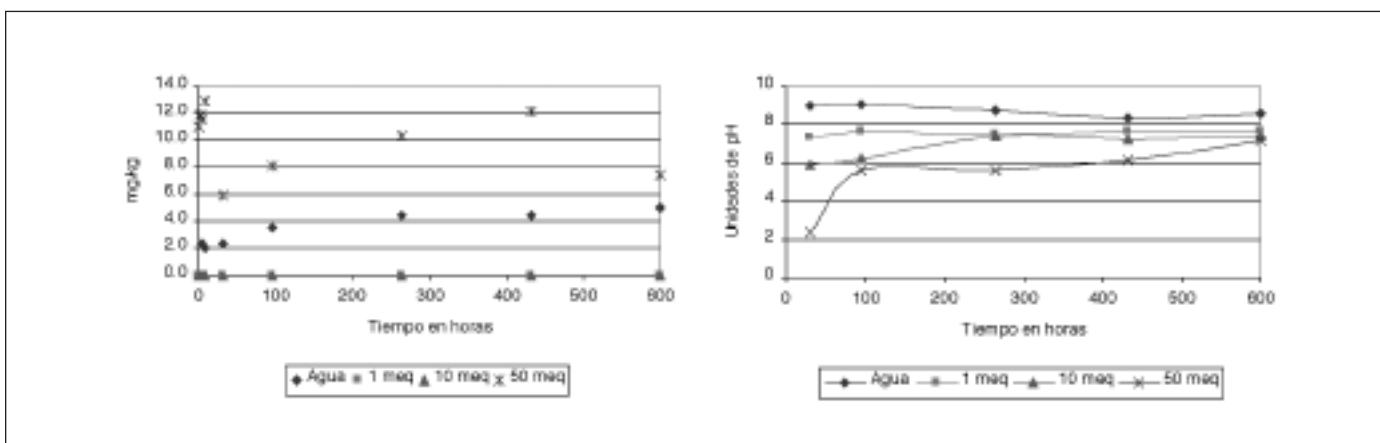 14.0
12.0
10.0
8.0
6.0
4.0
2.0
0.0
mg/kg
0 100 200 300 400 500 600
Tiempo en horas
Agua 1 meq 10 meq 50 meq
10
8
6
4
2
0
Unidades de pH
0 100 200 300 400 500 600
Tiempo en horas
Agua 1 meq 10 meq 50 meq